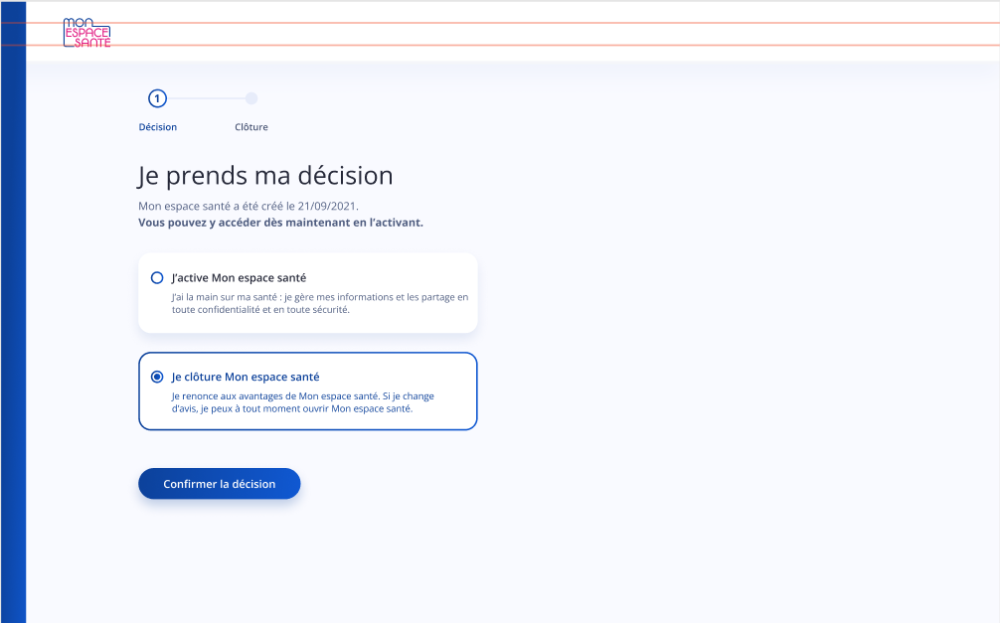 MON
ESPACE
SANTÉ
1
Décision
Clôture
Je prends ma décision
Mon espace santé a été créé le 21/09/2021.
Vous pouvez y accéder dès maintenant en l’activant.
J’active Mon espace santé
J’ai la main sur ma santé : je gère mes informations et les partage en
toute confidentialité et en toute sécurité.
Je clôture Mon espace santé
Je renonce aux avantages de Mon espace santé. Si je change
d’avis, je peux à tout moment ouvrir Mon espace santé.
Confirmer la décision